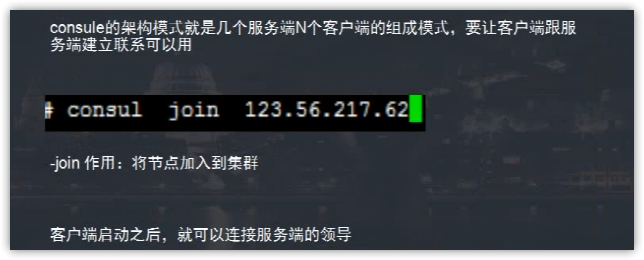 consule的架构模式就是几个服务端N个客户端的组成模式，要让客户端跟服
务端建立联系可以用
# consul join 123.56.217.62
-join 作用：将节点加入到集群
客户端启动之后，就可以连接服务端的领导